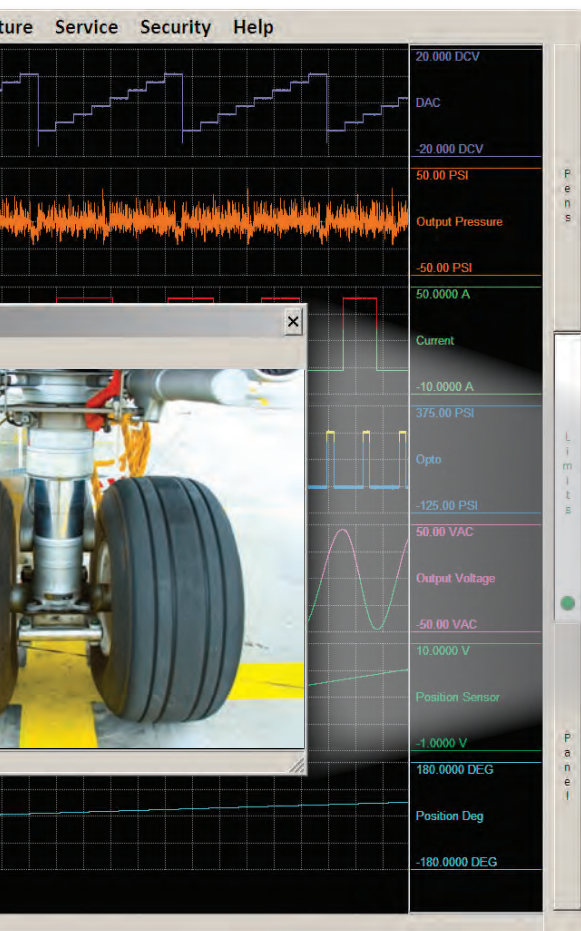 ture Service Security Help
20.000 DCV
DAC
-20.000 DCV
50.00 PSI
Output Pressure
-50.00 PSI
50.0000 A
Current
-10.0000 A
375.00 PSI
Opto
-125.00 PSI
50.00 VAC
Output Voltage
-50.00 VAC
10.0000 V
Position Sensor
-1.0000 V
180.0000 DEG
Position Deg
-180.0000 DEG
Pens
Limits
Panel